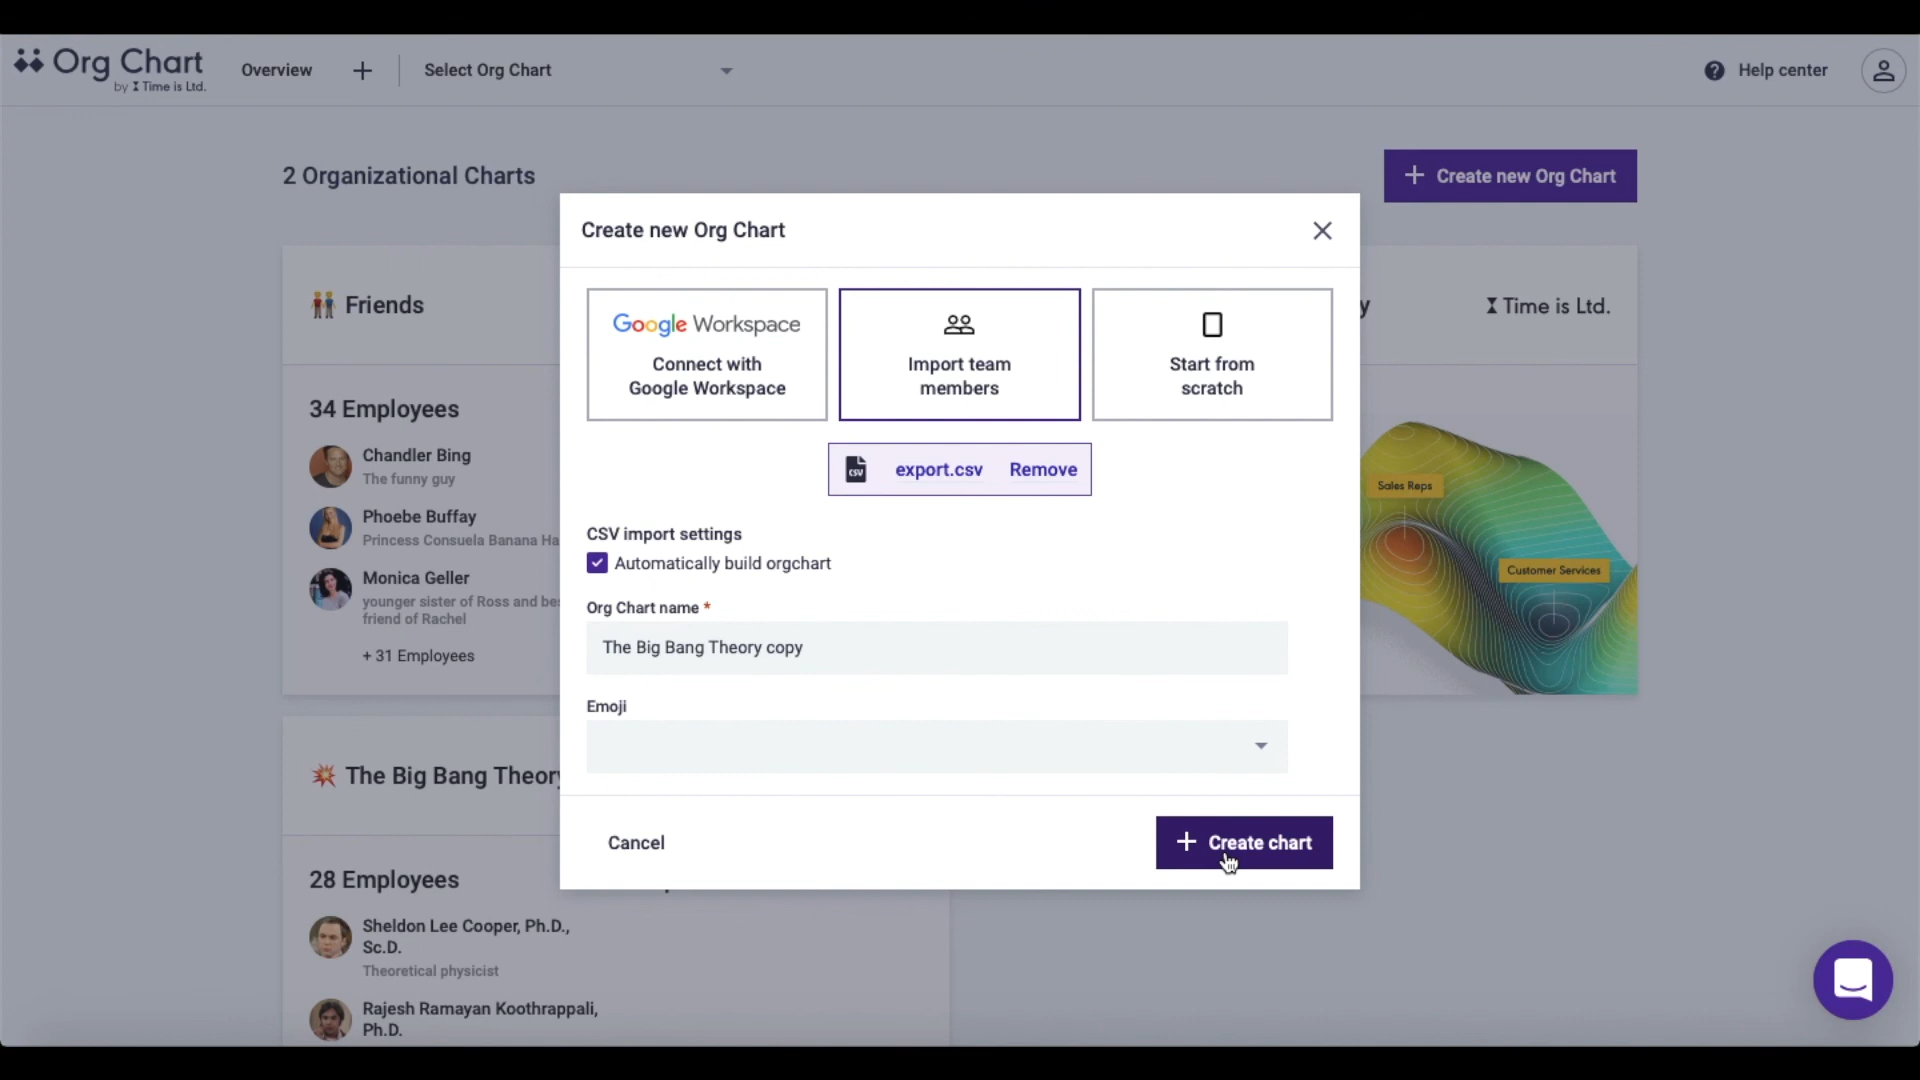 Org Chart
by Time is Ltd.
Overview
Select Org Chart
Help center
2 Organizational Charts
Create new Org Chart
Create new Org Chart
Friends
34 Employees
Chandler Bing
The funny guy
Phoebe Buffay
Princess Consuela Banana Ha
Monica Geller
younger sister of Ross and be
friend of Rachel
+ 31 Employees
Google Workspace
Connect with
Google Workspace
Import team
members
Start from
scratch
CSV
export.csv
Remove
CSV import settings
Automatically build orgchart
Org Chart name *
The Big Bang Theory copy
Emoji
Cancel
Create chart
y
Time is Ltd.
Sales Reps
Customer Services
The Big Bang Theory
28 Employees
Sheldon Lee Cooper, Ph.D.,
Sc.D.
Theoretical physicist
Rajesh Ramayan Koothrappali,
Ph.D.